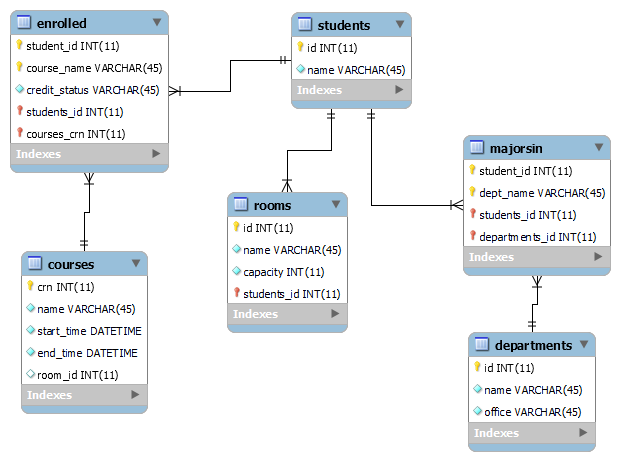 enrolled
student_id INT(11)
course_name VARCHAR(45)
credit_status VARCHAR(45)
students_id INT(11)
courses_crn INT(11)
Indexes
students
id INT(11)
name VARCHAR(45)
Indexes
majorsin
student_id INT(11)
dept_name VARCHAR(45)
students_id INT(11)
departments_id INT(11)
Indexes
rooms
id INT(11)
name VARCHAR(45)
capacity INT(11)
students_id INT(11)
Indexes
courses
crn INT(11)
name VARCHAR(45)
start_time DATETIME
end_time DATETIME
room_id INT(11)
Indexes
departments
id INT(11)
name VARCHAR(45)
office VARCHAR(45)
Indexes